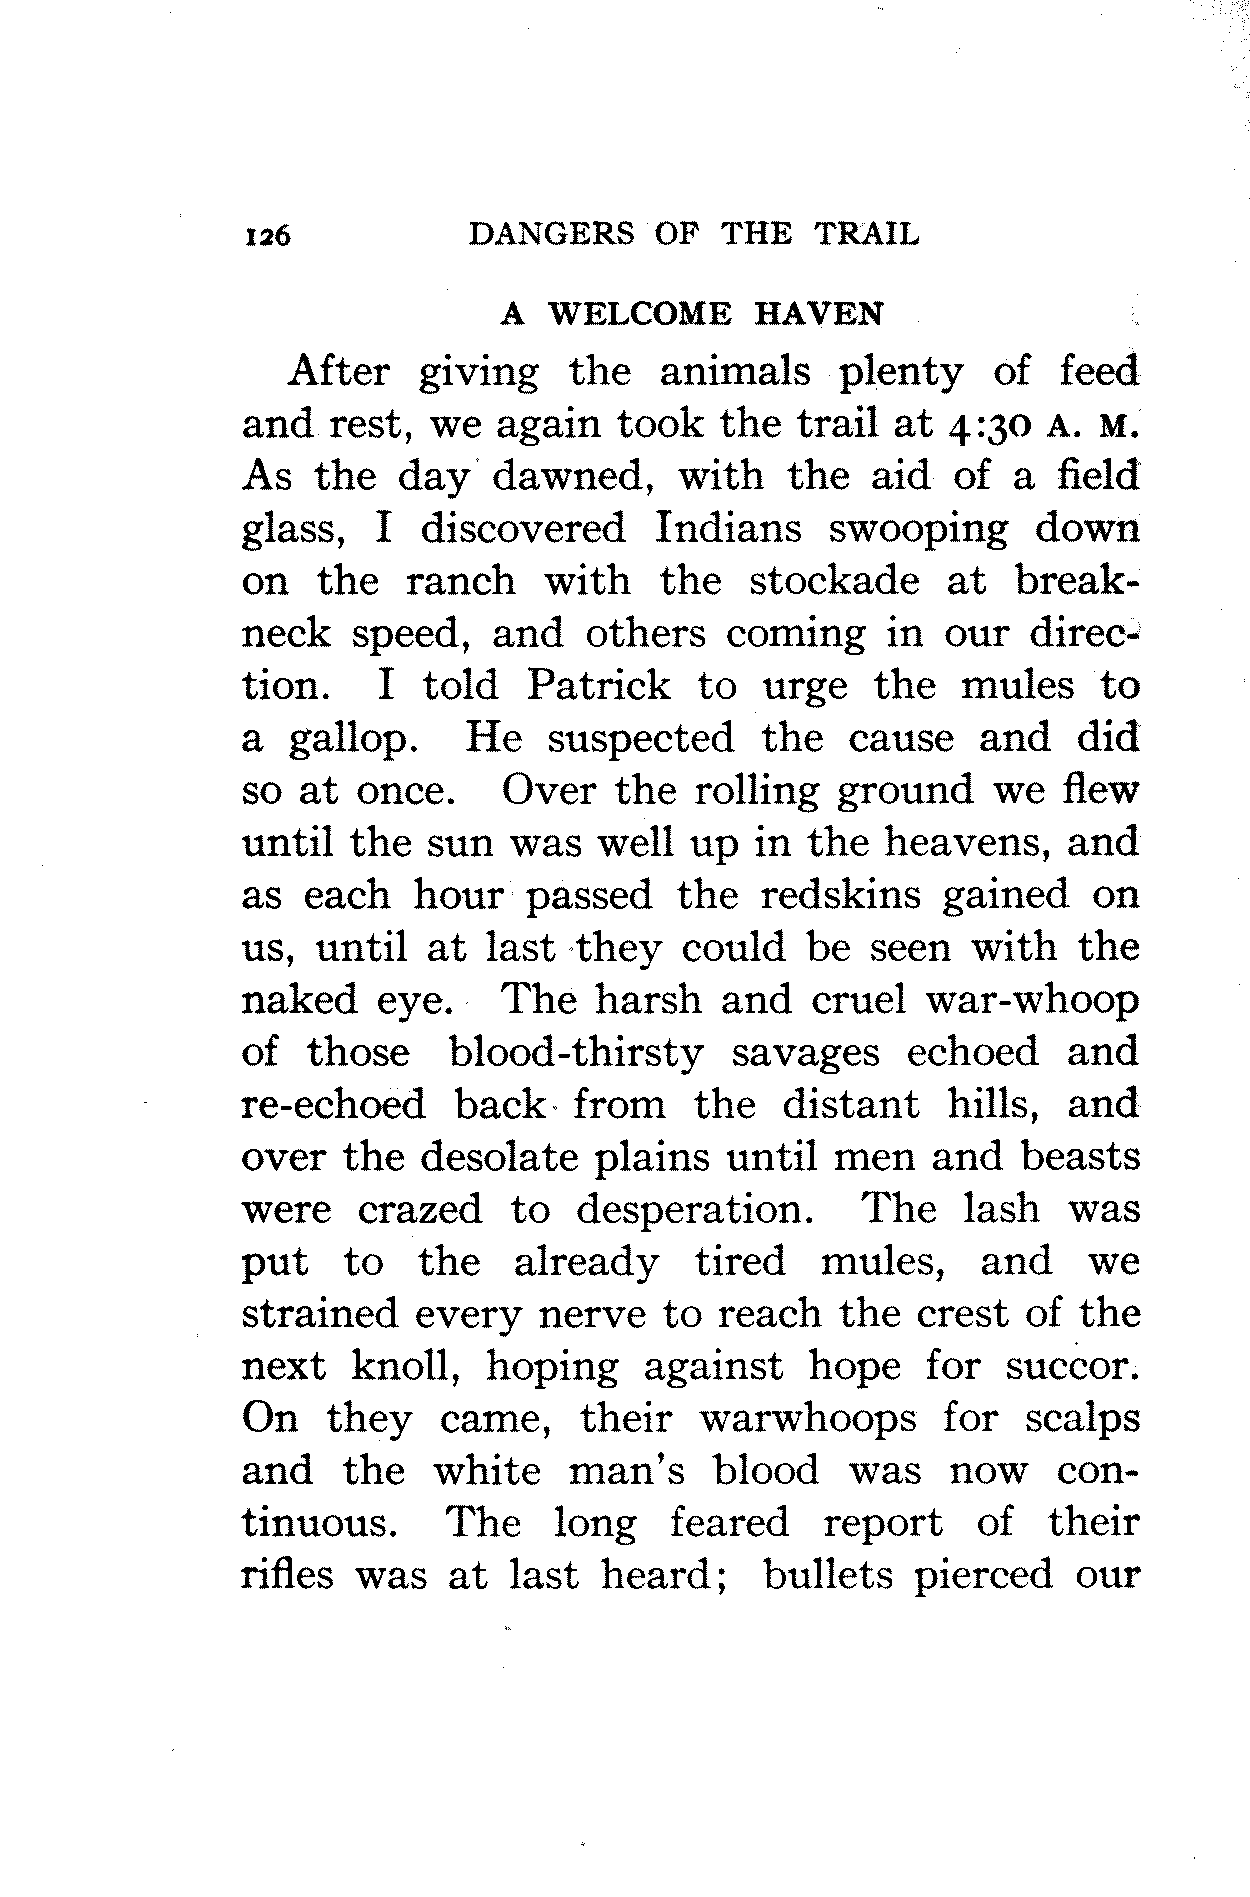 126 DANGERS OF THE TRAIL
A WELCOME HAVEN
After giving the animals plenty of feed
and rest, we again took the trail at 4:30 A. M.
As the day dawned, with the aid of a field
glass, I discovered Indians swooping down
on the ranch with the stockade at break-
neck speed, and others coming in our direc-
tion. I told Patrick to urge the mules to
a gallop. He suspected the cause and did
so at once. Over the rolling ground we flew
until the sun was well up in the heavens, and
as each hour passed the redskins gained on
us, until at last they could be seen with the
naked eye. The harsh and cruel war-whoop
of those blood-thirsty savages echoed and
re-echoed back from the distant hills, and
over the desolate plains until men and beasts
were crazed to desperation. The lash was
put to the already tired mules, and we
strained every nerve to reach the crest of the
next knoll, hoping against hope for succor.
On they came, their warwhoops for scalps
and the white man's blood was now con-
tinuous. The long feared report of their
rifles was at last heard; bullets pierced our